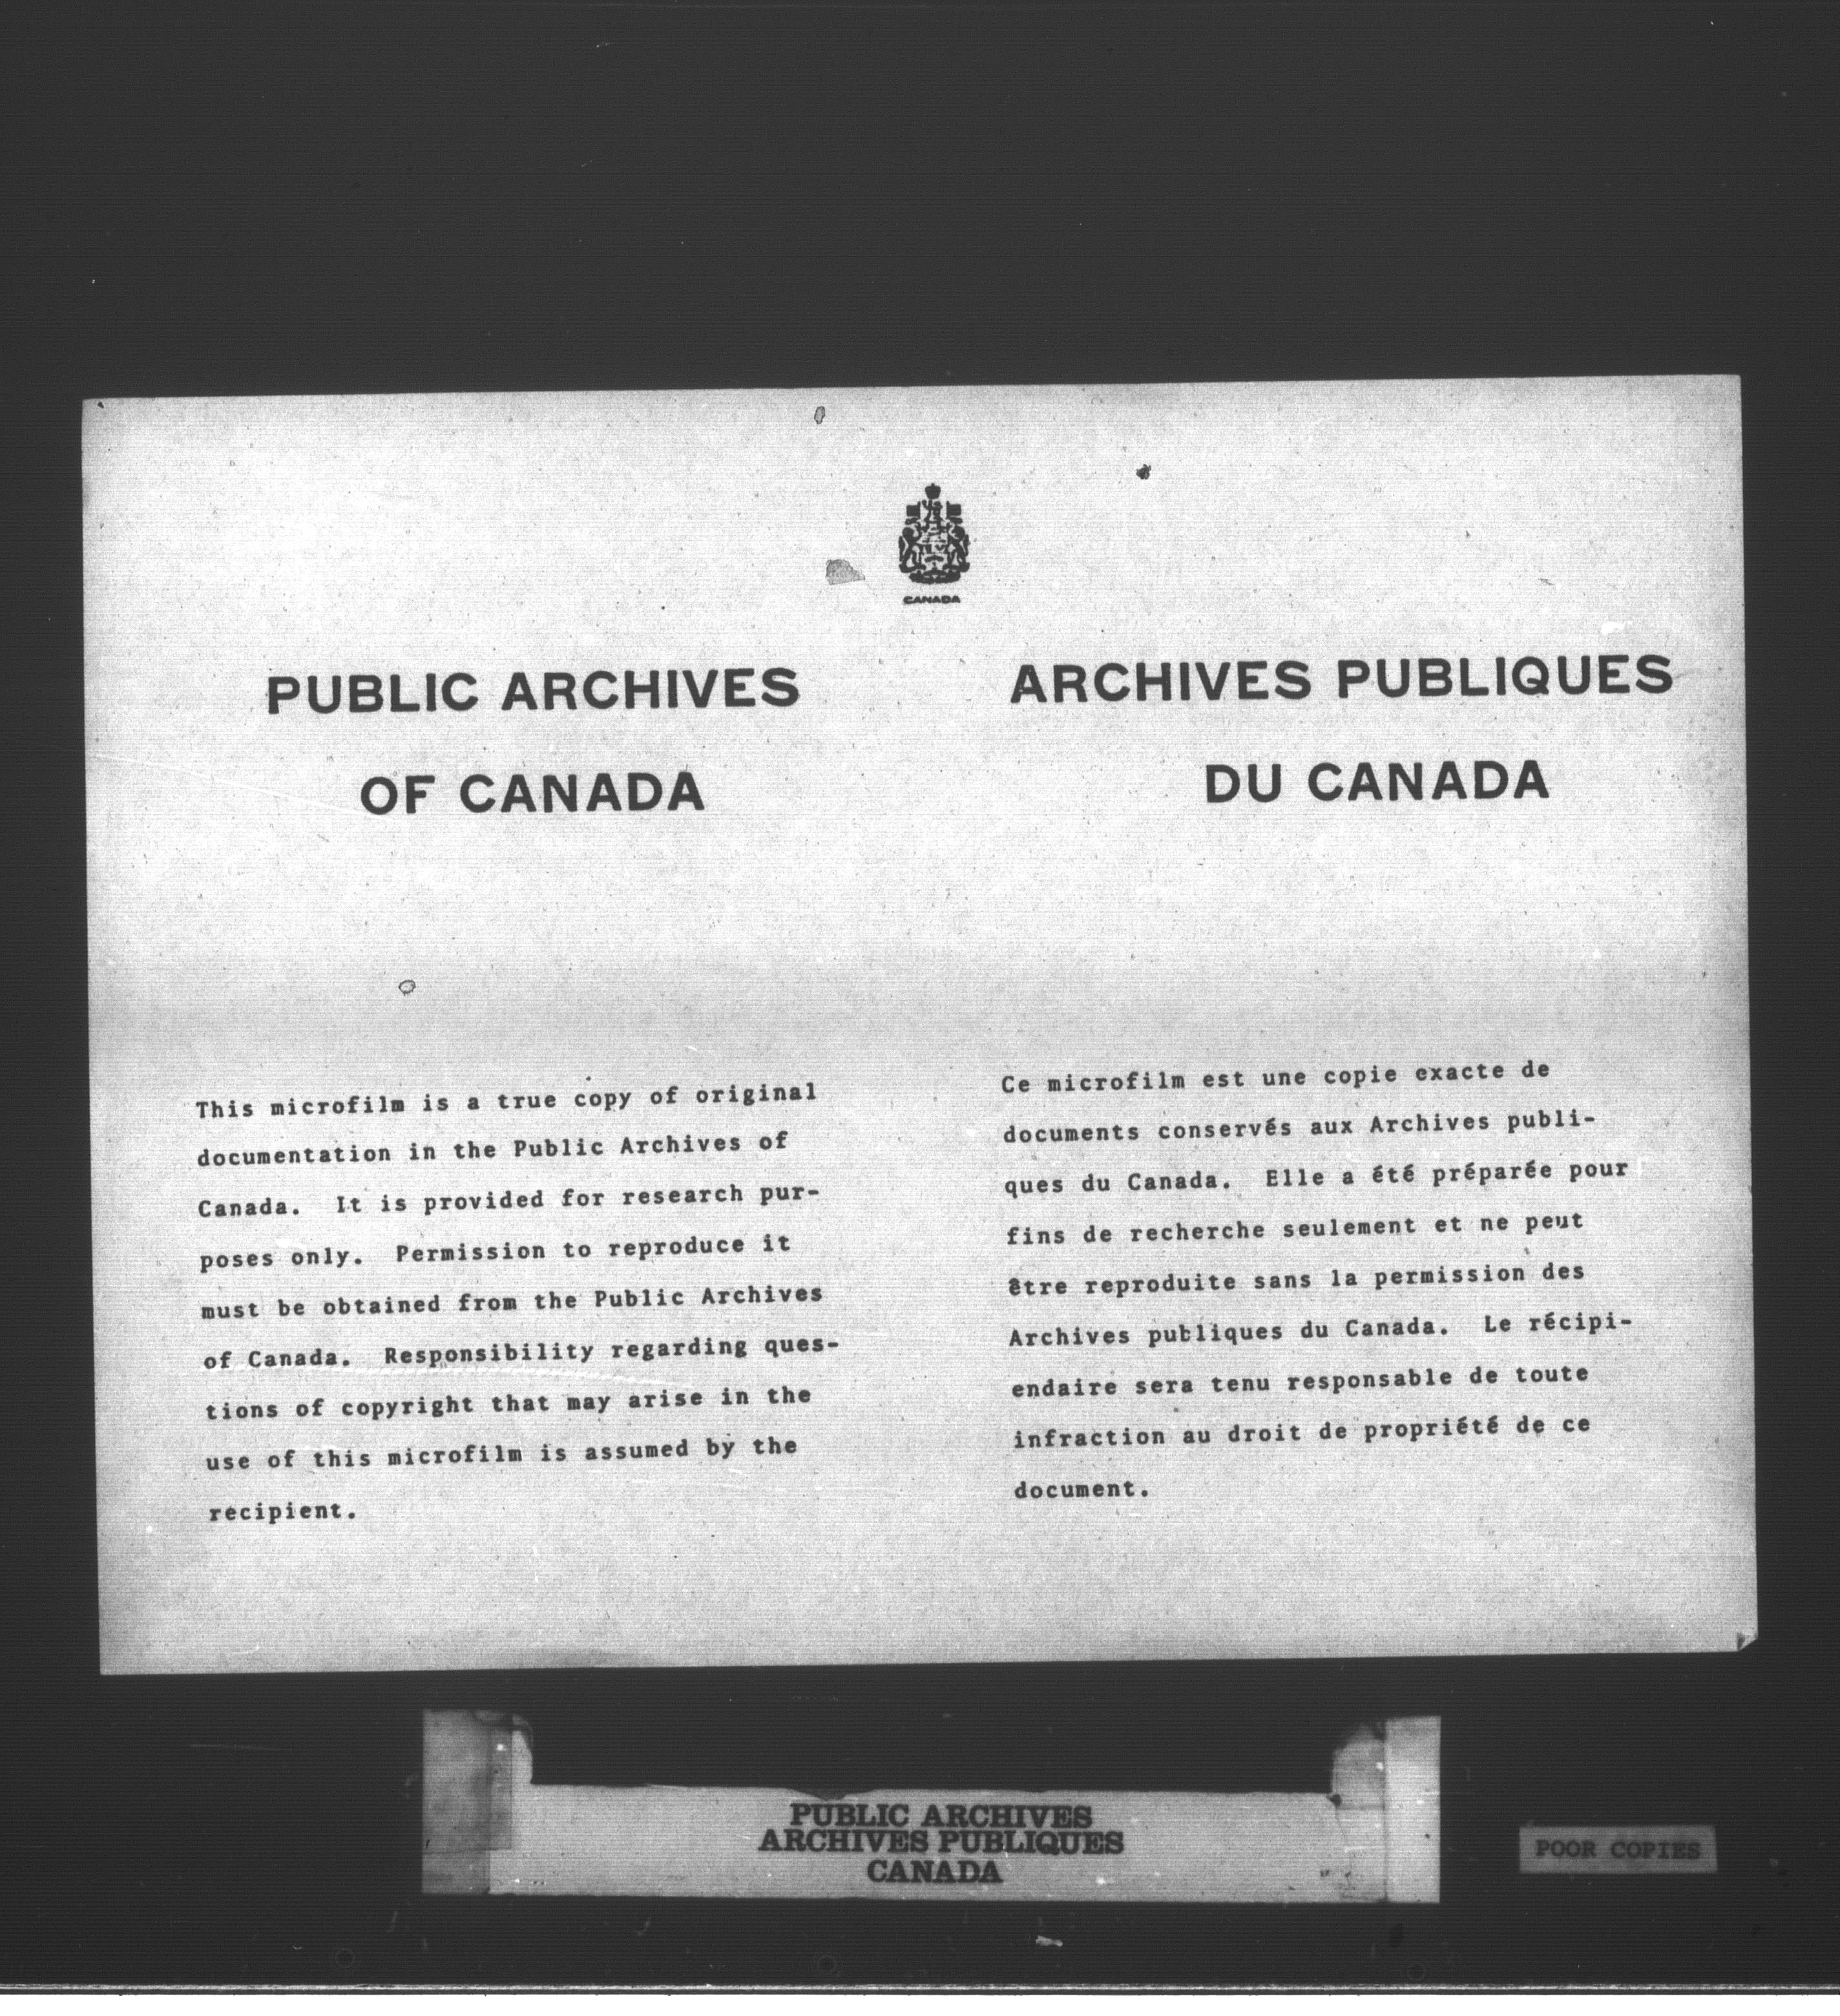 CANADA
PUBLIC ARCHIVES
OF CANADA
This microfilm is a true copy of original
documentation in the Public Archives of
Canada. It is provided for research pur-
poses only. Permission to reproduce it
must be obtained from the Public Archives
of Canada. Responsibility regarding ques-
tions of copyright that may arise in the
use of this microfilm is assumed by the
recipient.
ARCHIVES PUBLIQUES
DU CANADA
Ce microfilm est une copie exacte de
documents conservés aux Archives publi-
ques du Canada. Elle a été préparée pour
fins de recherche seulement et ne peut
être reproduite sans la permission des
Archives publiques du Canada. Le récipi-
endaire sera tenu responsable de toute
infraction au droit de propriété de ce
document.
PUBLIC ARCHIVES
ARCHIVES PUBLIQUES
CANADA
POOR COPIES